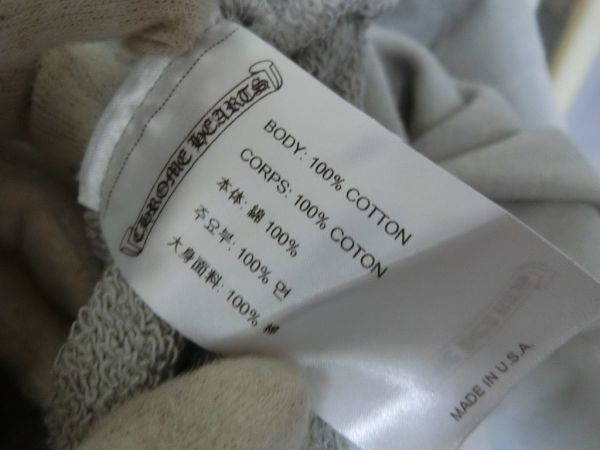 CHROME HEARTS
BODY: 100% COTTON
CORPS: 100% COTON
本体: 綿 100%
주요부: 100% 면
大身面料: 100% 棉
MADE IN U.S.A.